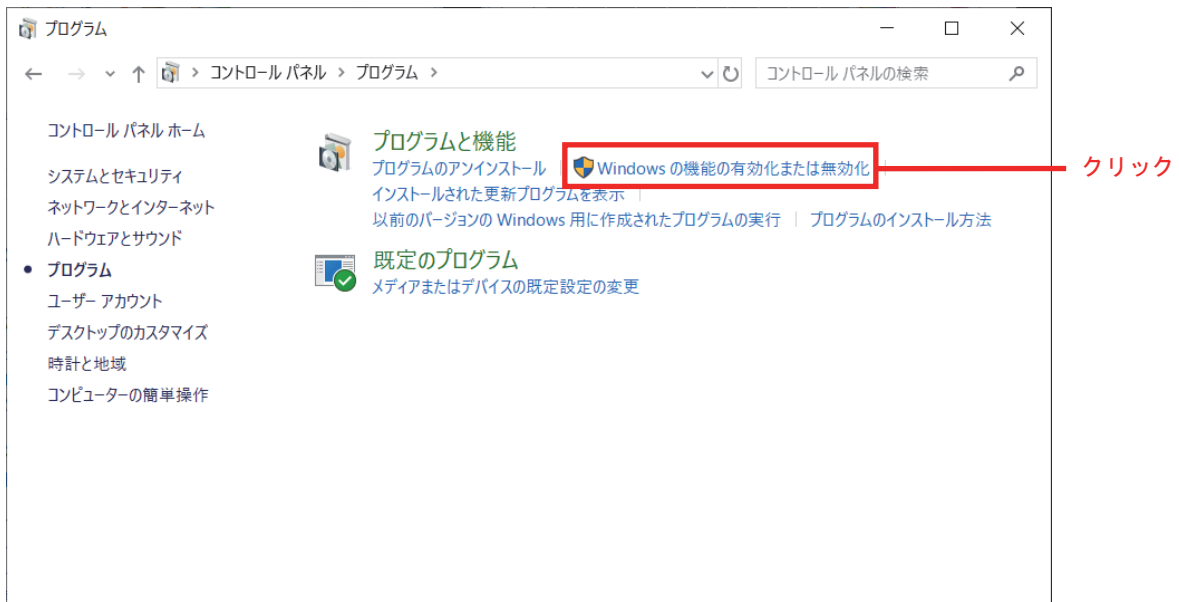 プログラム
コントロール パネル > プログラム >
コントロール パネルの検索
コントロール パネル ホーム
システムとセキュリティ
ネットワークとインターネット
ハードウェアとサウンド
プログラム
ユーザー アカウント
デスクトップのカスタマイズ
時計と地域
コンピューターの簡単操作
プログラムと機能
プログラムのアンインストール
Windows の機能の有効化または無効化
インストールされた更新プログラムを表示
以前のバージョンの Windows 用に作成されたプログラムの実行
プログラムのインストール方法
既定のプログラム
メディアまたはデバイスの既定設定の変更
クリック